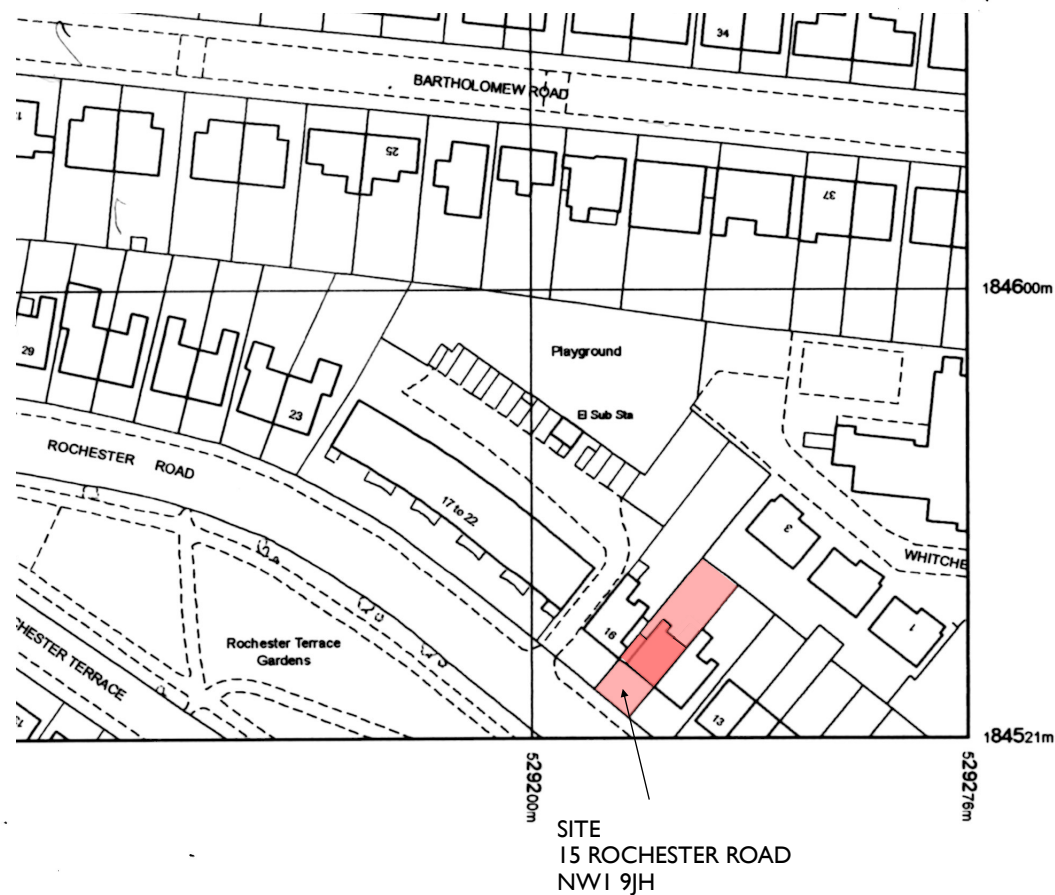 34
BARTHOLOMEW ROAD
25
37
184600m
Playground
29
23
El Sub Sta
ROCHESTER ROAD
17 to 22
3
WHITCHE
1
16
Rochester Terrace
Gardens
CHESTER TERRACE
13
184521m
529200m
529276m
SITE
15 ROCHESTER ROAD
NW1 9JH